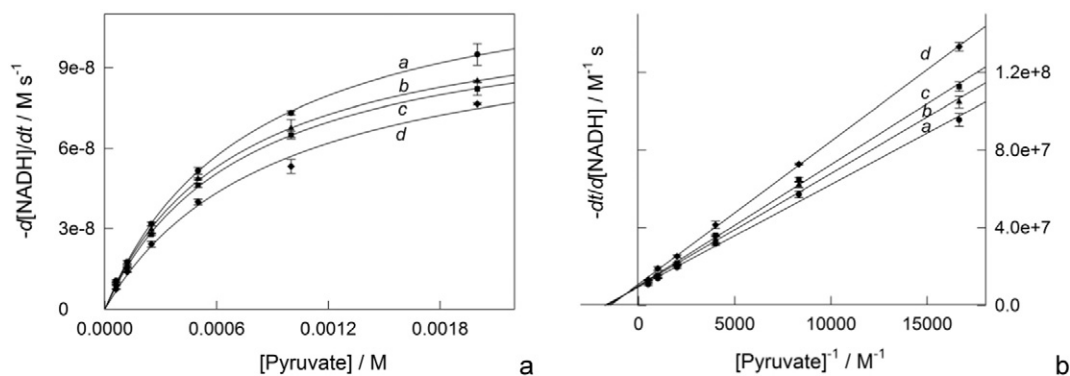 -d[NADH]/dt / M s⁻¹
9e-8
6e-8
3e-8
0
a
b
c
d
0.0000 0.0006 0.0012 0.0018
[Pyruvate] / M
a
-dt/d[NADH] / M⁻¹ s
1.2e+8
8.0e+7
4.0e+7
0.0
d
c
b
a
0 5000 10000 15000
[Pyruvate]⁻¹ / M⁻¹
b